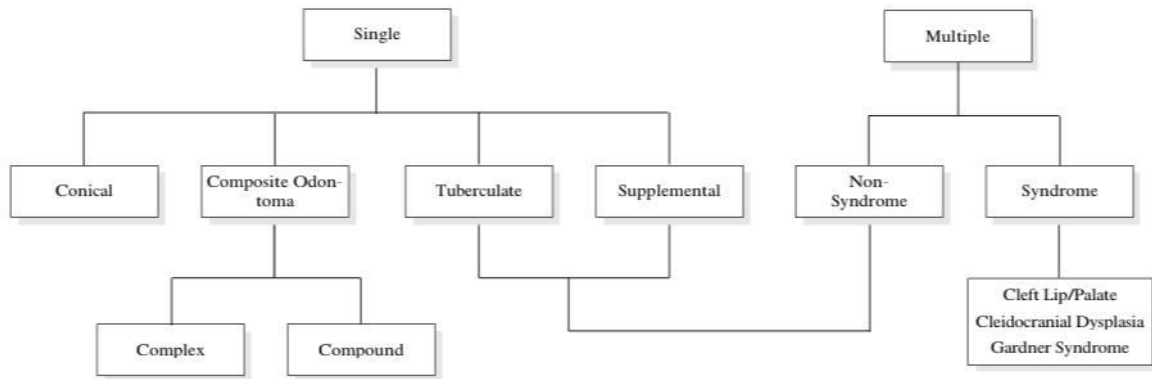 Single
Multiple
Conical
Composite Odon-
toma
Tuberculate
Supplemental
Non-
Syndrome
Syndrome
Complex
Compound
Cleft Lip/Palate
Cleidocranial Dysplasia
Gardner Syndrome